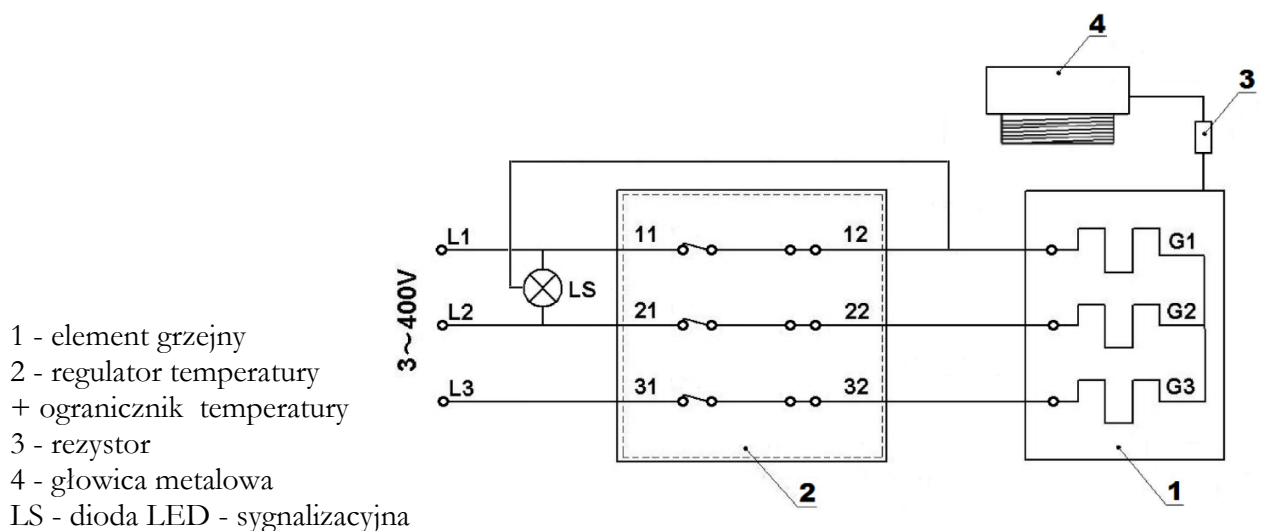 4
3
L1
11
12
G1
LS
3~400V
L2
21
22
G2
L3
31
32
G3
2
1
1 - element grzejny
2 - regulator temperatury
+ ogranicznik temperatury
3 - rezystor
4 - głowica metalowa
LS - dioda LED - sygnalizacyjna